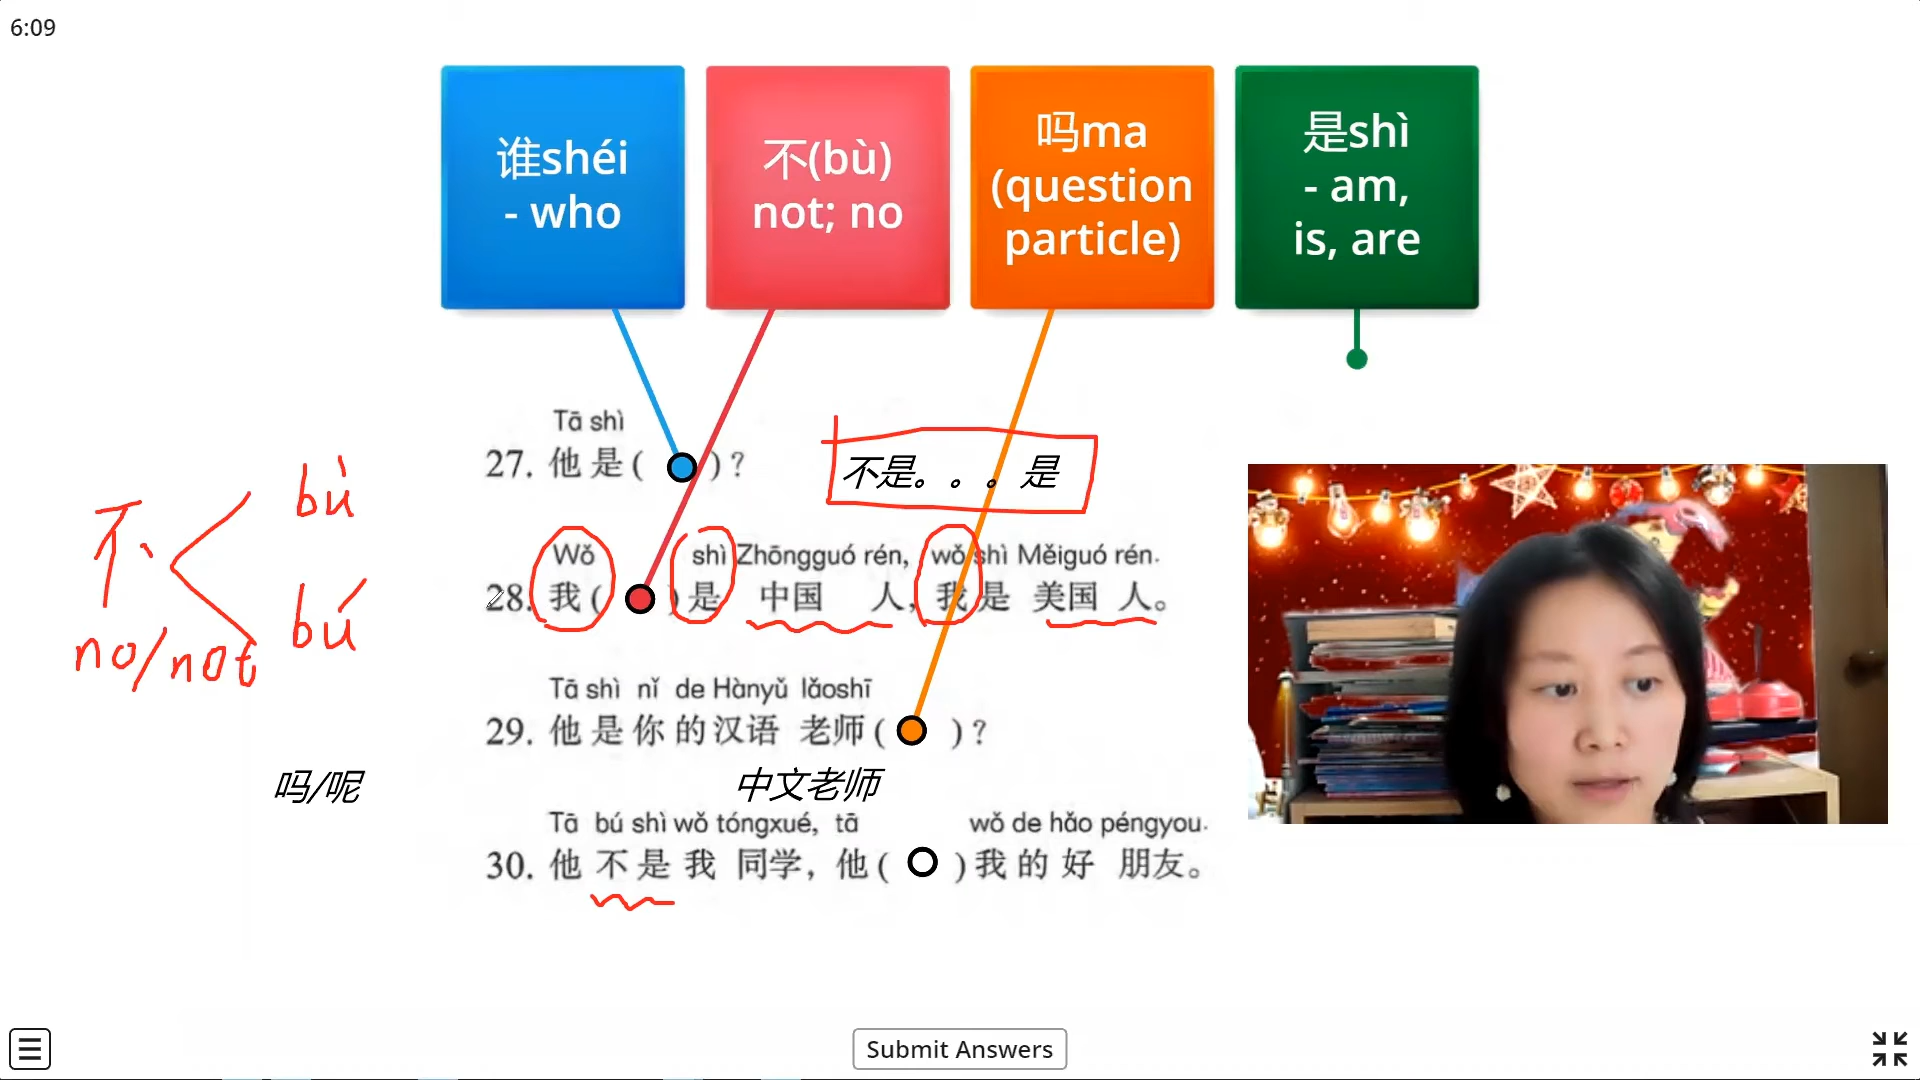 6:09
谁shéi
- who
不(bù)
not; no
吗ma
(question
particle)
是shì
- am,
is, are
Tā shì
27. 他是( )?
不是。。。是
不 bù
bú
no/not
Wǒ shì Zhōngguó rén, wǒ shì Měiguó rén.
28. 我( )是 中国 人, 我是 美国 人。
Tā shì nǐ de Hànyǔ lǎoshī
29. 他是你的汉语 老师( )?
吗/呢
中文老师
Tā bú shì wǒ tóngxué, tā wǒ de hǎo péngyou.
30. 他 不是我 同学, 他( )我的好 朋友。
Submit Answers